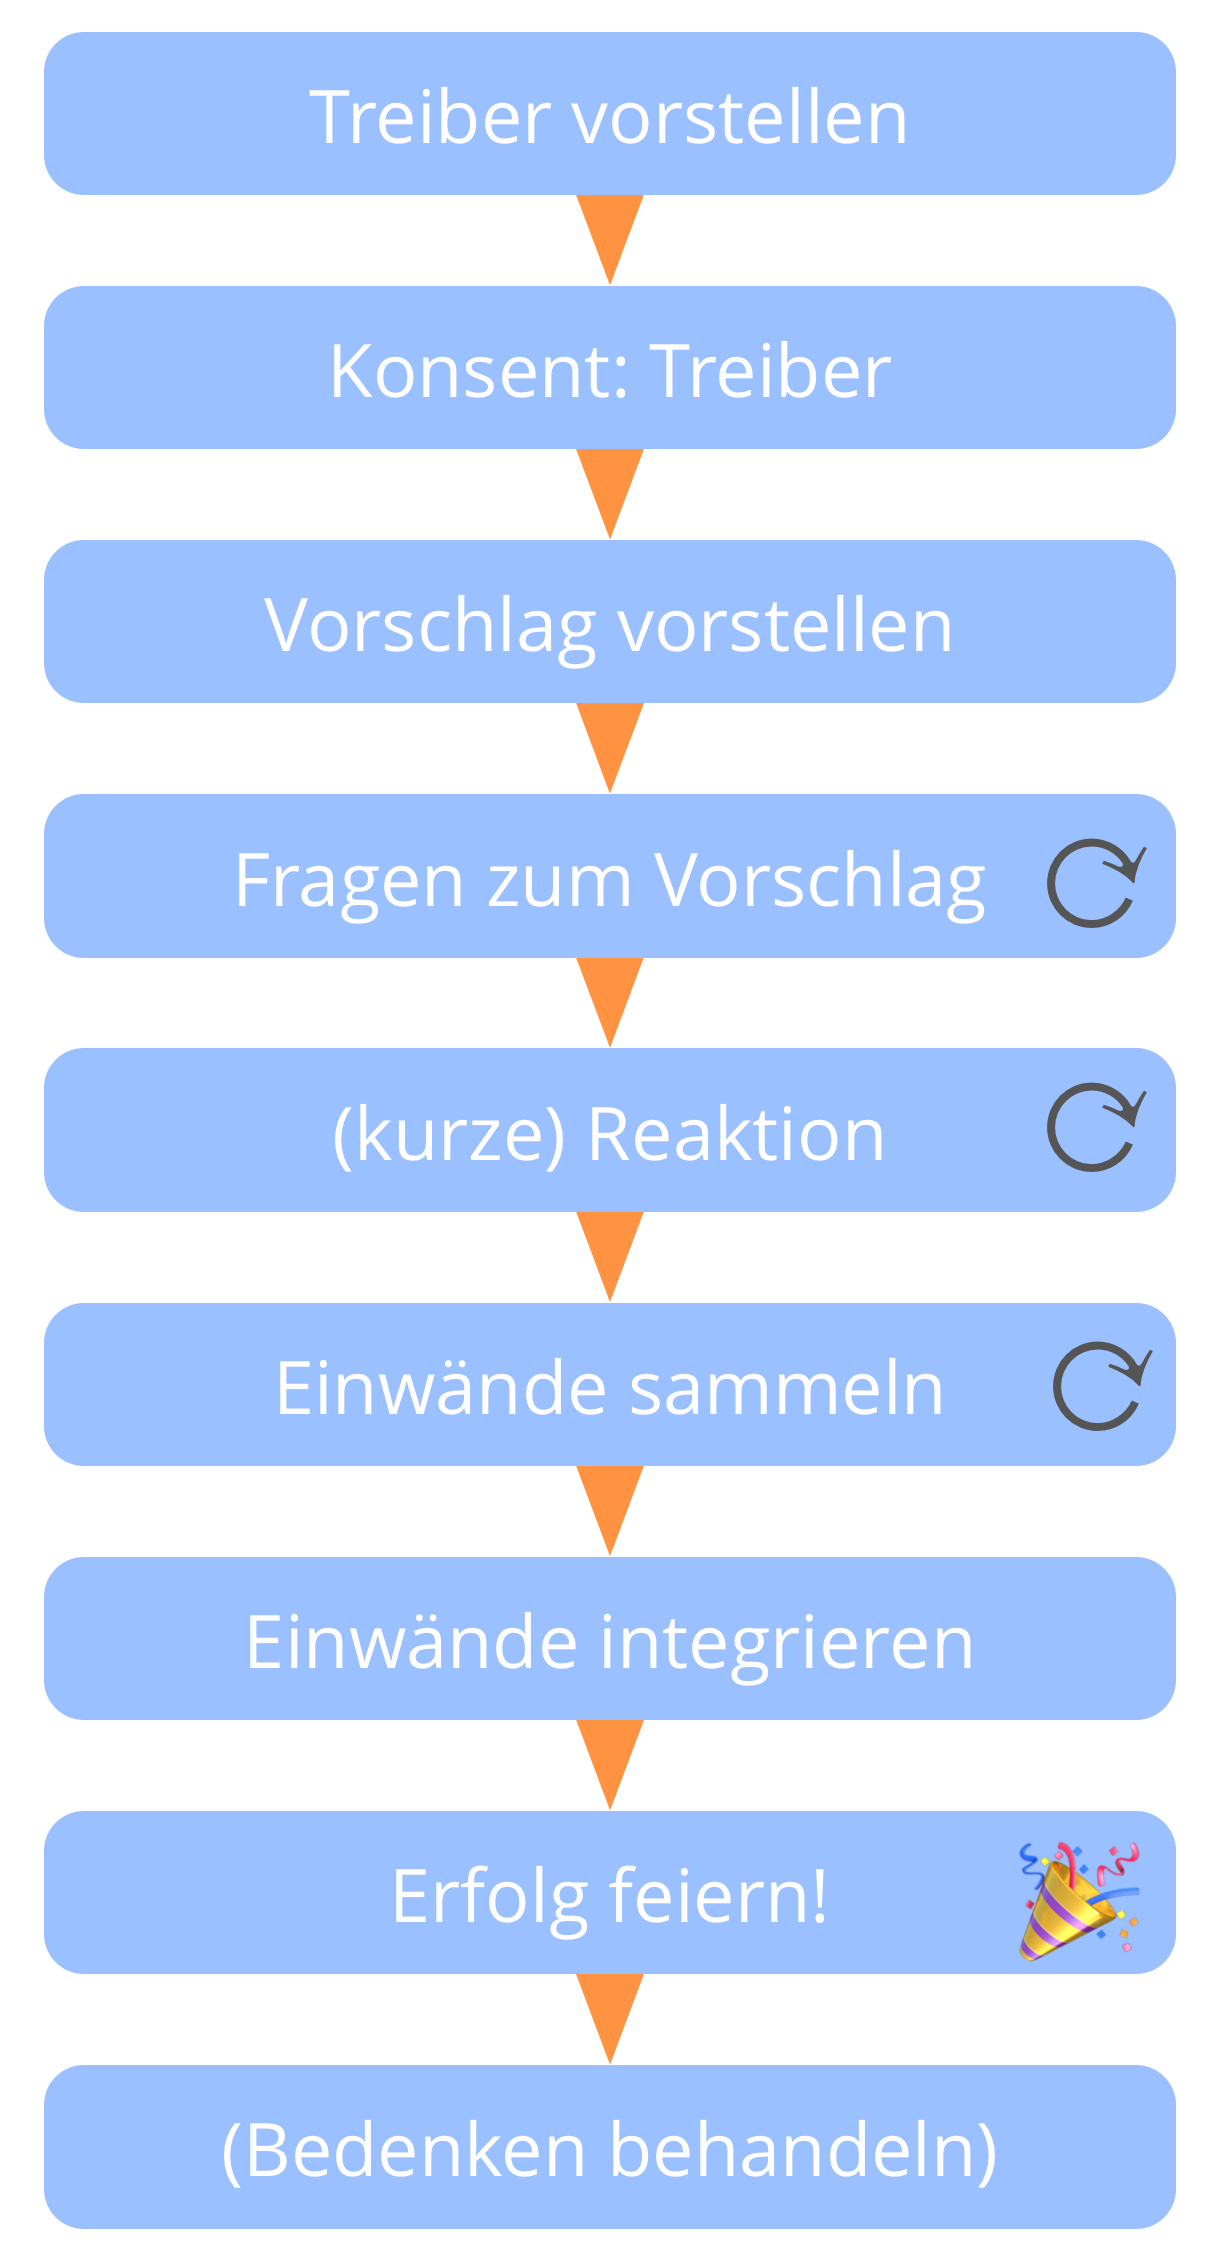 Treiber vorstellen
Konsent: Treiber
Vorschlag vorstellen
Fragen zum Vorschlag
(kurze) Reaktion
Einwände sammeln
Einwände integrieren
Erfolg feiern!
(Bedenken behandeln)